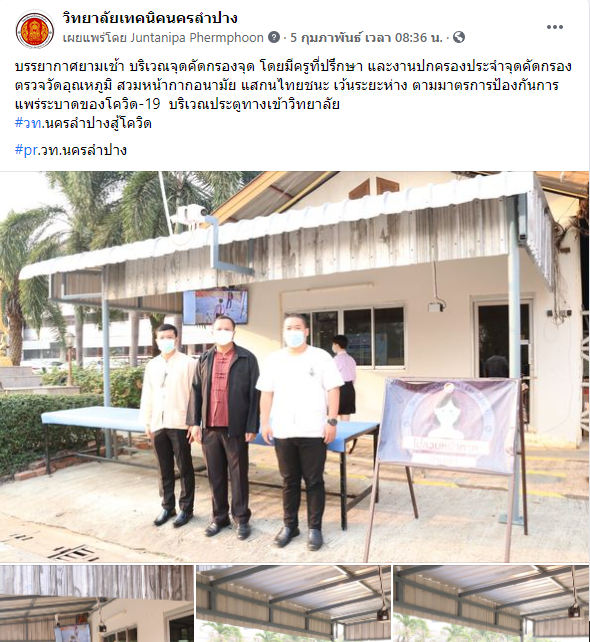 วิทยาลัยเทคนิคนครลำปาง
เผยแพร่โดย Juntanipa Phermphoon · 5 กุมภาพันธ์ เวลา 08:36 น. ·
บรรยากาศยามเช้า บริเวณจุดคัดกรองจุด โดยมีครูที่ปรึกษา และงานปกครองประจำจุดคัดกรอง
ตรวจวัดอุณหภูมิ สวมหน้ากากอนามัย แสกนไทยชนะ เว้นระยะห่าง ตามมาตรการป้องกันการ
แพร่ระบาดของโควิด-19 บริเวณประตูทางเข้าวิทยาลัย
#วท.นครลำปางสู้โควิด
#pr.วท.นครลำปาง